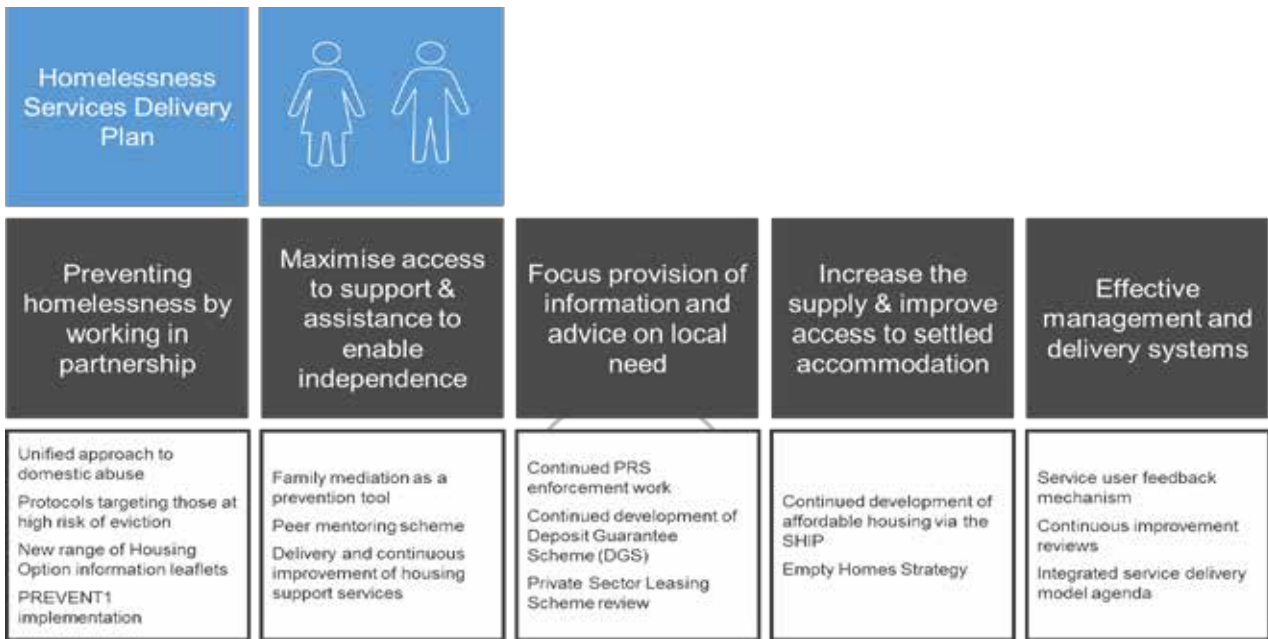 Homelessness
Services Delivery
Plan
Preventing
homelessness by
working in
partnership
Maximise access
to support &
assistance to
enable
independence
Focus provision of
information and
advice on local
need
Increase the
supply & improve
access to settled
accommodation
Effective
management and
delivery systems
Unified approach to
domestic abuse
Protocols targeting those at
high risk of eviction
New range of Housing
Option information leaflets
PREVENT1
implementation
Family mediation as a
prevention tool
Peer mentoring scheme
Delivery and continuous
improvement of housing
support services
Continued PRS
enforcement work
Continued development of
Deposit Guarantee
Scheme (DGS)
Private Sector Leasing
Scheme review
Continued development of
affordable housing via the
SHIP
Empty Homes Strategy
Service user feedback
mechanism
Continuous improvement
reviews
Integrated service delivery
model agenda